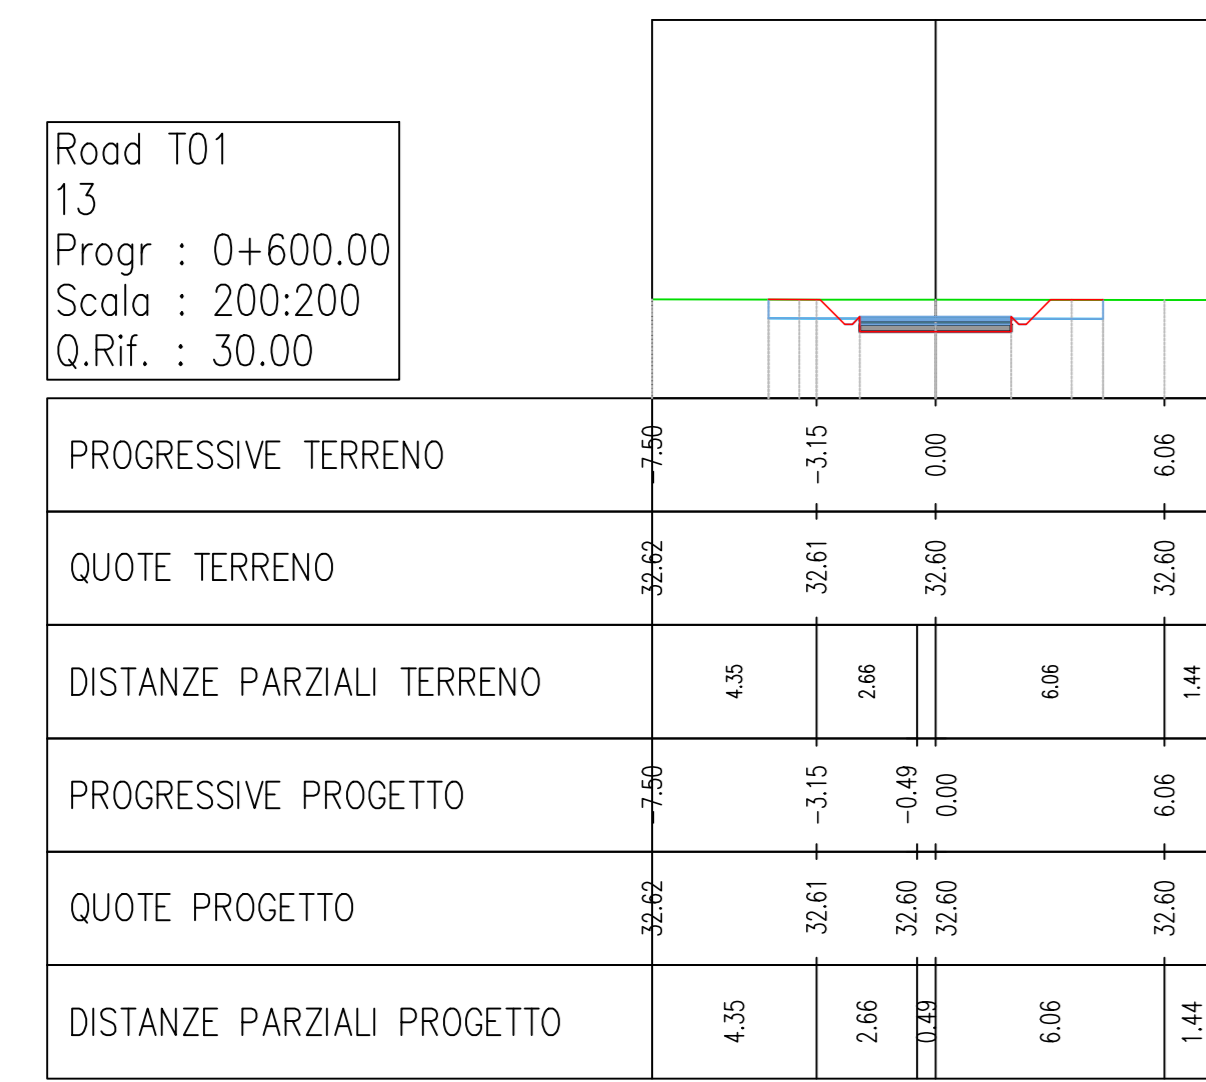 Road T01
13
Progr : 0+600.00
Scala : 200:200
Q.Rif. : 30.00
PROGRESSIVE TERRENO -7.50 -3.15 0.00 6.06
QUOTE TERRENO 32.62 32.61 32.60 32.60
DISTANZE PARZIALI TERRENO 4.35 2.66 6.06 1.44
PROGRESSIVE PROGETTO -7.50 -3.15 -0.49 0.00 6.06
QUOTE PROGETTO 32.62 32.61 32.60 32.60 32.60
DISTANZE PARZIALI PROGETTO 4.35 2.66 0.49 6.06 1.44